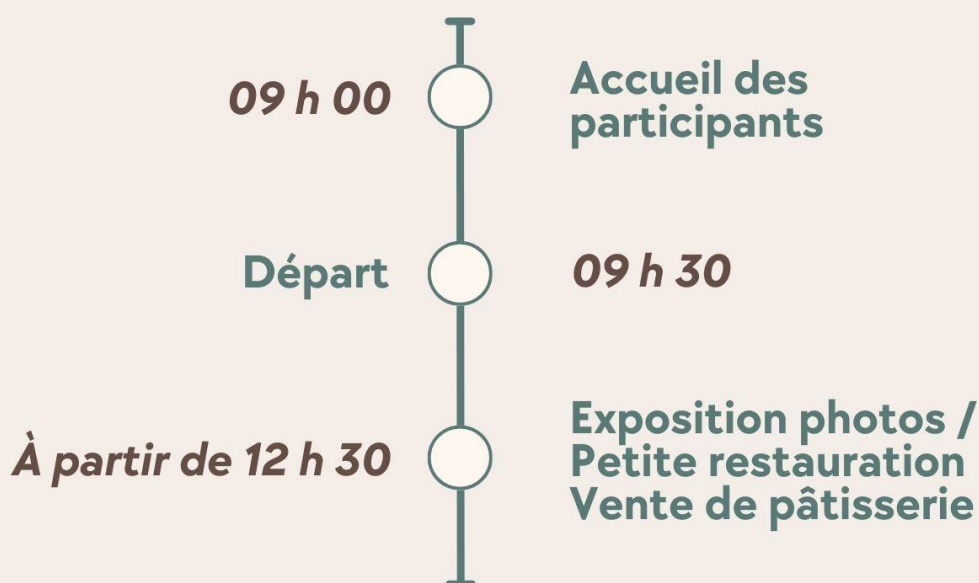 09 h 00
Accueil des
participants
Départ
09 h 30
À partir de 12 h 30
Exposition photos /
Petite restauration
Vente de pâtisserie